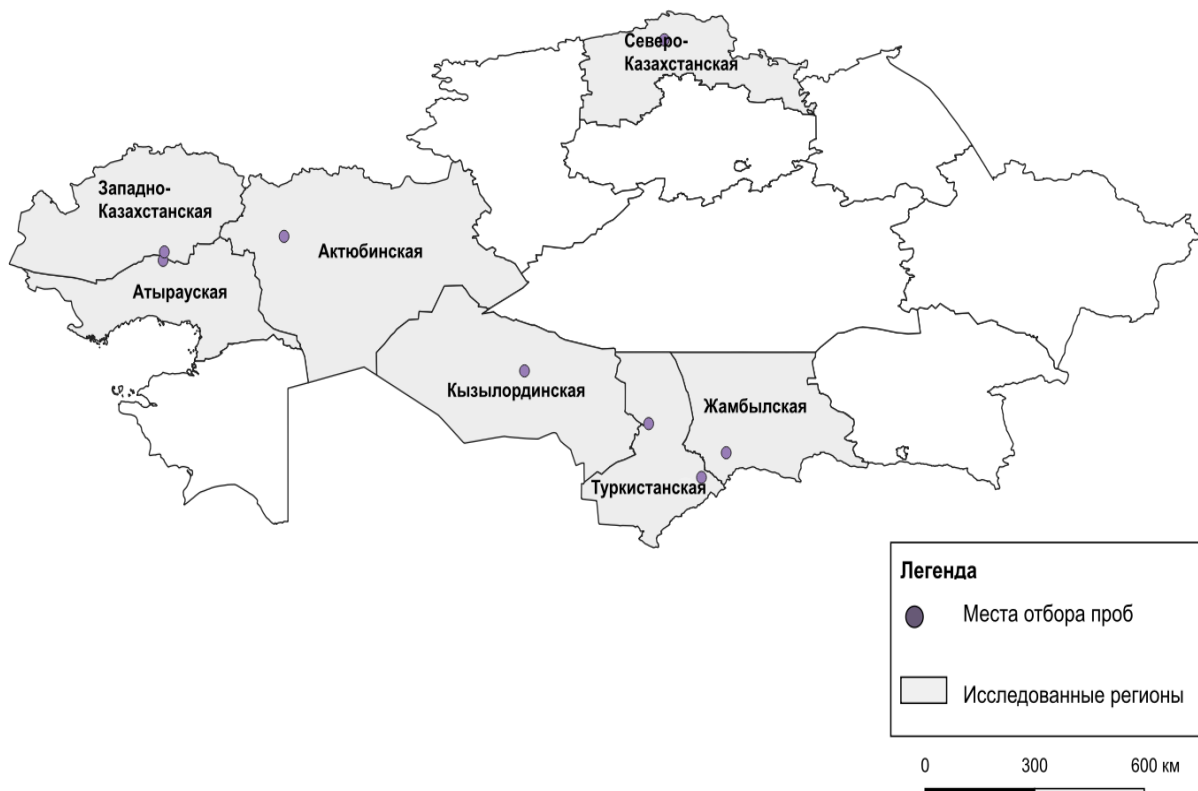 Северо-
Казахстанская
Западно-
Казахстанская
Актюбинская
Атырауская
Кызылординская
Жамбылская
Туркистанская
Легенда
Места отбора проб
Исследованные регионы
0 300 600 км